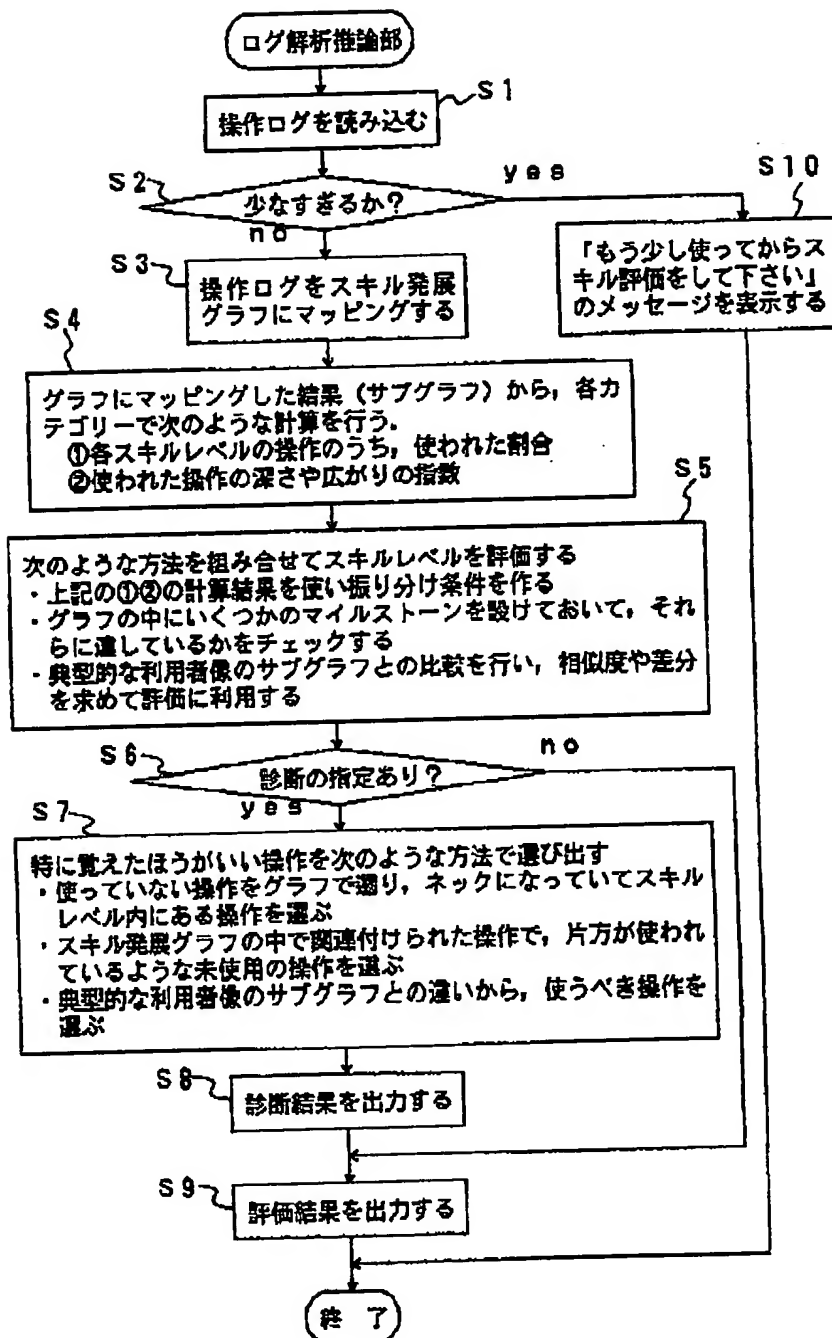 ログ解析推論部
S1
操作ログを読み込む
S2
少なすぎるか?
yes
no
S10
「もう少し使ってからス
キル評価をして下さい」
のメッセージを表示する
S3
操作ログをスキル発展
グラフにマッピングする
S4
グラフにマッピングした結果(サブグラフ)から,各カ
テゴリーで次のような計算を行う.
①各スキルレベルの操作のうち,使われた割合
②使われた操作の深さや広がりの指数
S5
次のような方法を組み合せてスキルレベルを評価する
・上記の①②の計算結果を使い振り分け条件を作る
・グラフの中にいくつかのマイルストーンを設けておいて,それ
らに達しているかをチェックする
・典型的な利用者像のサブグラフとの比較を行い,相似度や差分
を求めて評価に利用する
S6
診断の指定あり?
no
yes
S7
特に覚えたほうがいい操作を次のような方法で選び出す
・使っていない操作をグラフで遡り,ネックになっていてスキル
レベル内にある操作を選ぶ
・スキル発展グラフの中で関連付けられた操作で,片方が使われ
ているような未使用の操作を選ぶ
・典型的な利用者像のサブグラフとの違いから,使うべき操作を
選ぶ
S8
診断結果を出力する
S9
評価結果を出力する
終 了